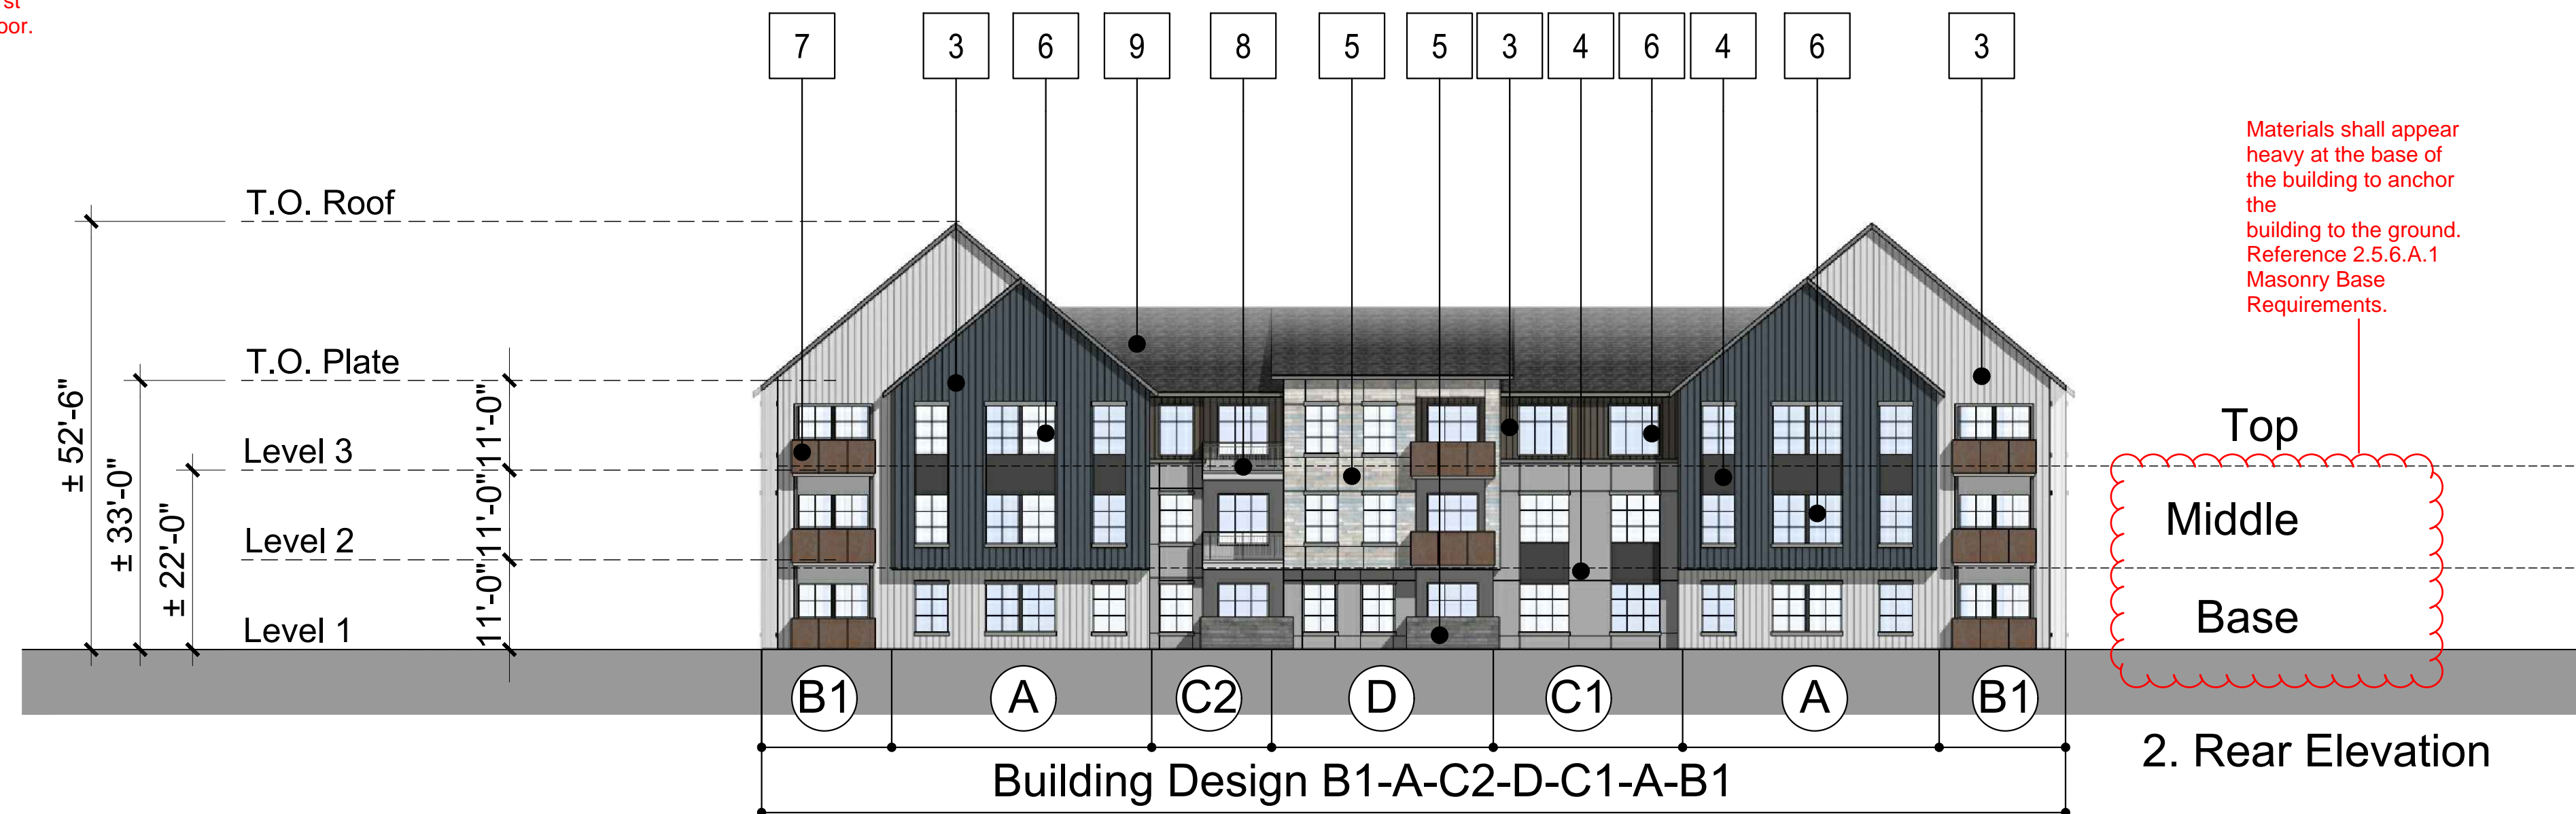 rst
oor.
7 3 6 9 8 5 5 3 4 6 4 6 3
Materials shall appear
heavy at the base of
the building to anchor
the
building to the ground.
Reference 2.5.6.A.1
Masonry Base
Requirements.
T.O. Roof
T.O. Plate
Level 3
Level 2
Level 1
± 52'-6"
± 33'-0"
± 22'-0"
11'-0"
11'-0"
11'-0"
Top
Middle
Base
B1 A C2 D C1 A B1
Building Design B1-A-C2-D-C1-A-B1
2. Rear Elevation